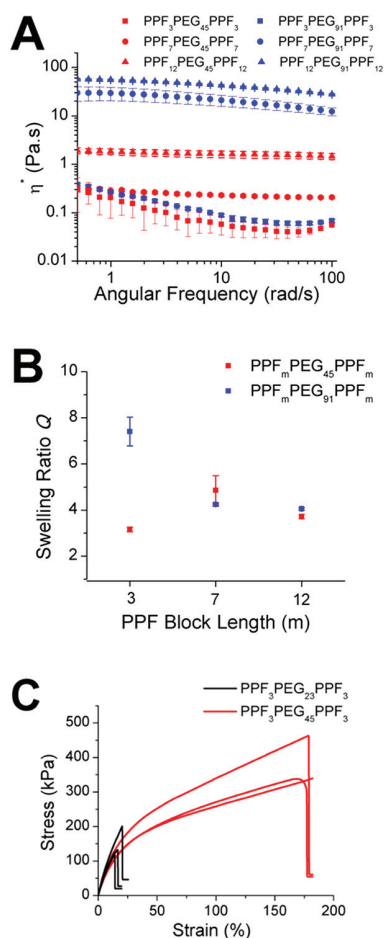 A
PPF₃PEG₄₅PPF₃ PPF₃PEG₉₁PPF₃
PPF₇PEG₄₅PPF₇ PPF₇PEG₉₁PPF₇
PPF₁₂PEG₄₅PPF₁₂ PPF₁₂PEG₉₁PPF₁₂
100
10
1
0.1
0.01
η* (Pa.s)
1 10 100
Angular Frequency (rad/s)
B
PPFₘPEG₄₅PPFₘ
PPFₘPEG₉₁PPFₘ
10
8
6
4
2
Swelling Ratio Q
3 7 12
PPF Block Length (m)
C
PPF₃PEG₂₃PPF₃
PPF₃PEG₄₅PPF₃
500
400
300
200
100
0
Stress (kPa)
0 50 100 150 200
Strain (%)